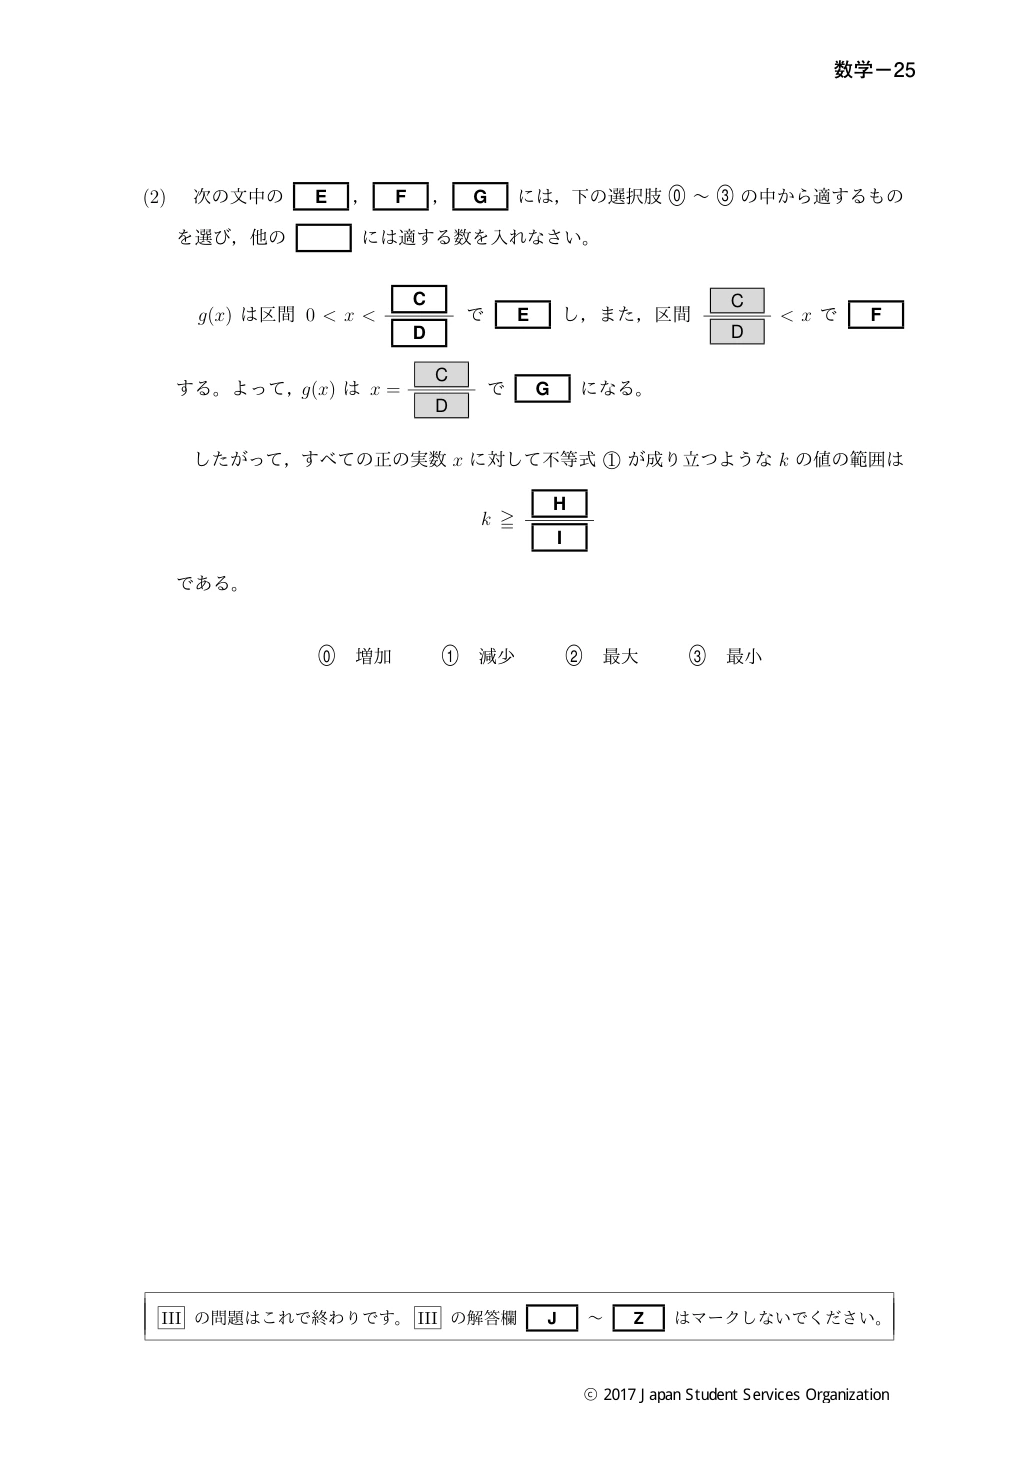 数学－25
(2) 次の文中の E , F , G には，下の選択肢 ⓪ ～ ③ の中から適するもの
を選び，他の には適する数を入れなさい。
g(x) は区間 0 < x < C/D で E し，また，区間 C/D < x で F
する。よって, g(x) は x = C/D で G になる。
したがって，すべての正の実数 x に対して不等式 ① が成り立つような k の値の範囲は
k ≧ H/I
である。
⓪ 増加 ① 減少 ② 最大 ③ 最小
III の問題はこれで終わりです。 III の解答欄 J ～ Z はマークしないでください。
© 2017 Japan Student Services Organization